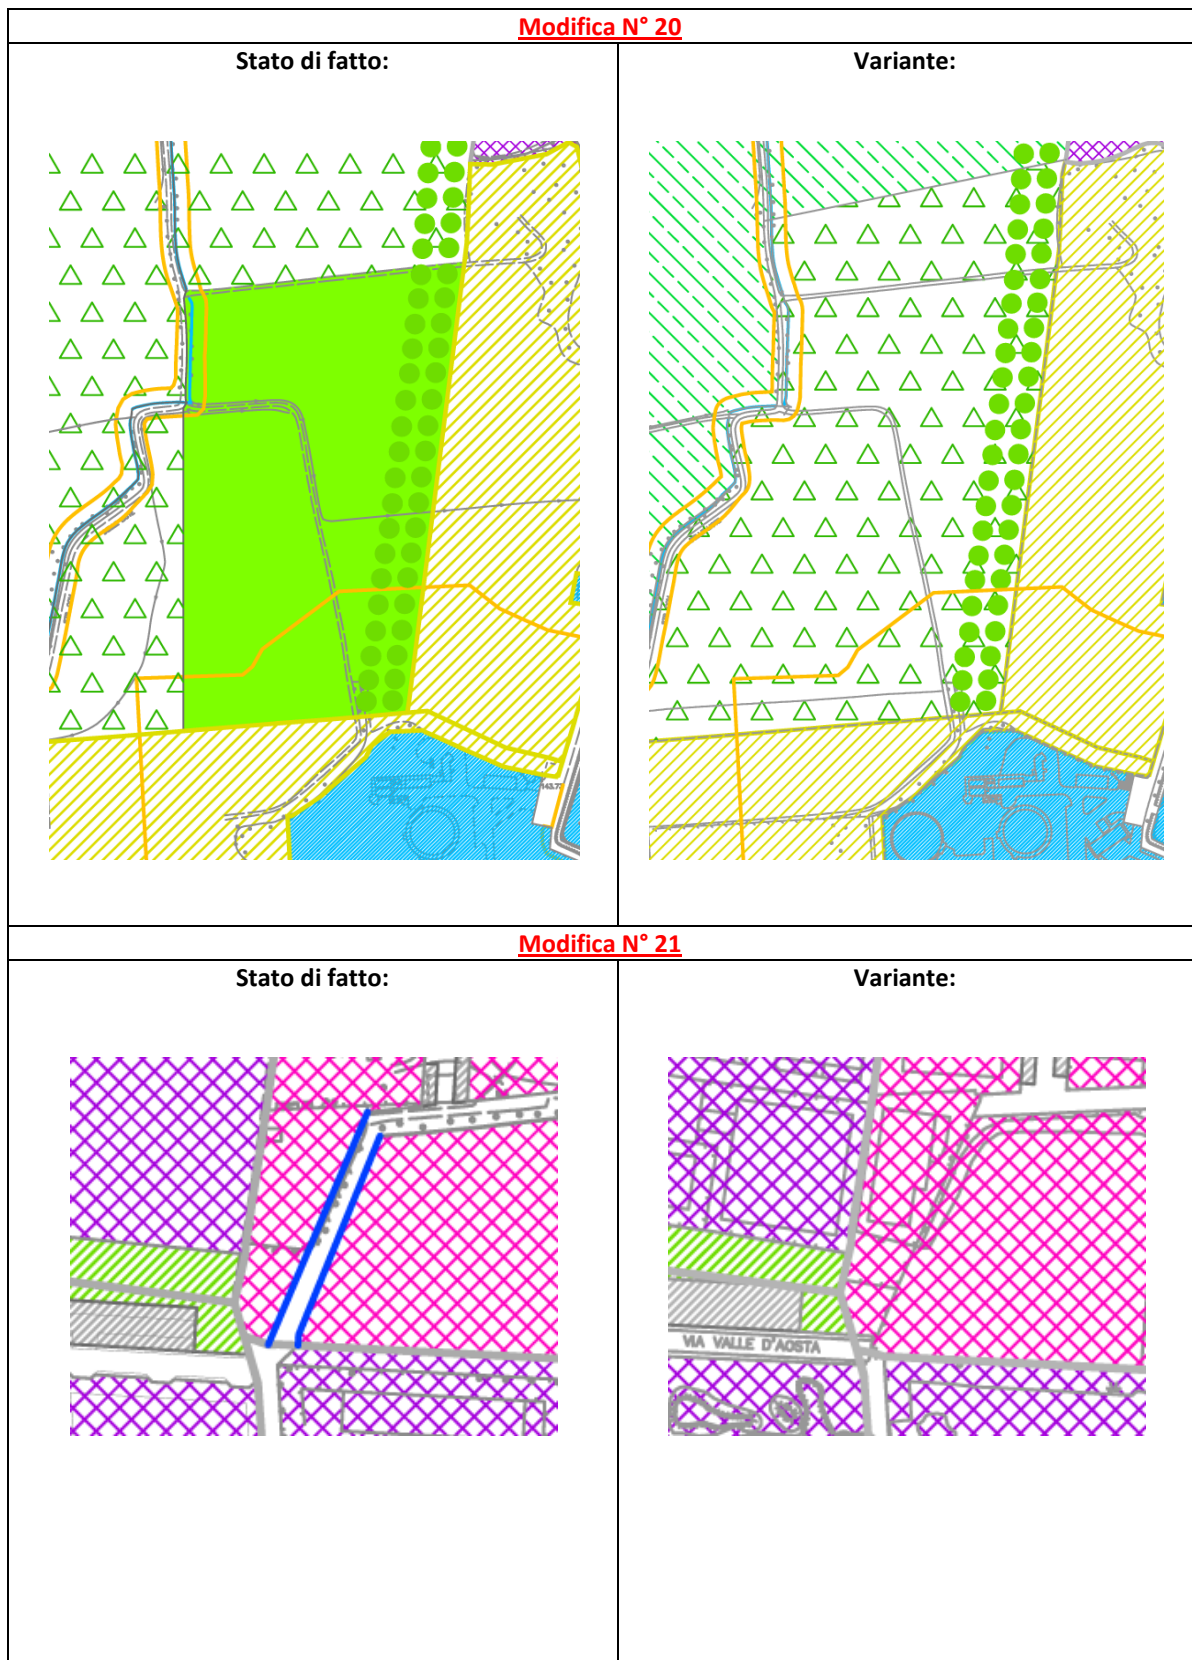 Modifica N° 20
Stato di fatto:
Variante:
Modifica N° 21
Stato di fatto:
Variante:
VIA VALLE D'AOSTA